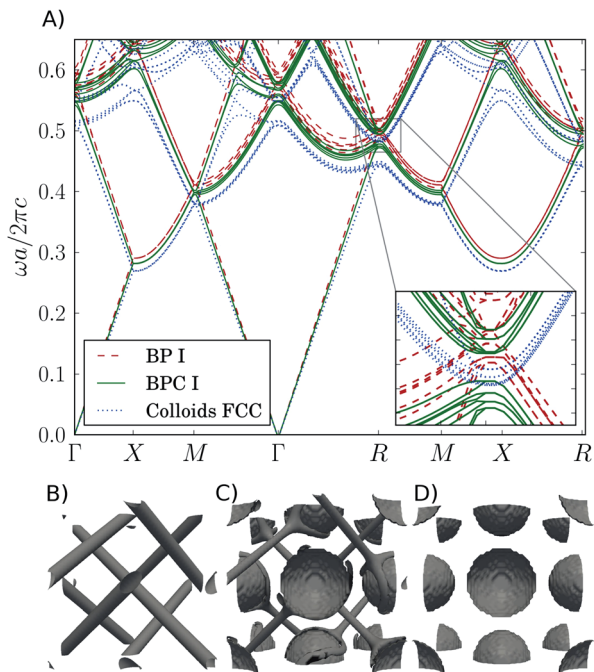 A)
ωa/2πc
0.6
0.5
0.4
0.3
0.2
0.1
0.0
BP I
BPC I
Colloids FCC
Γ X M Γ R M X R
B) C) D)